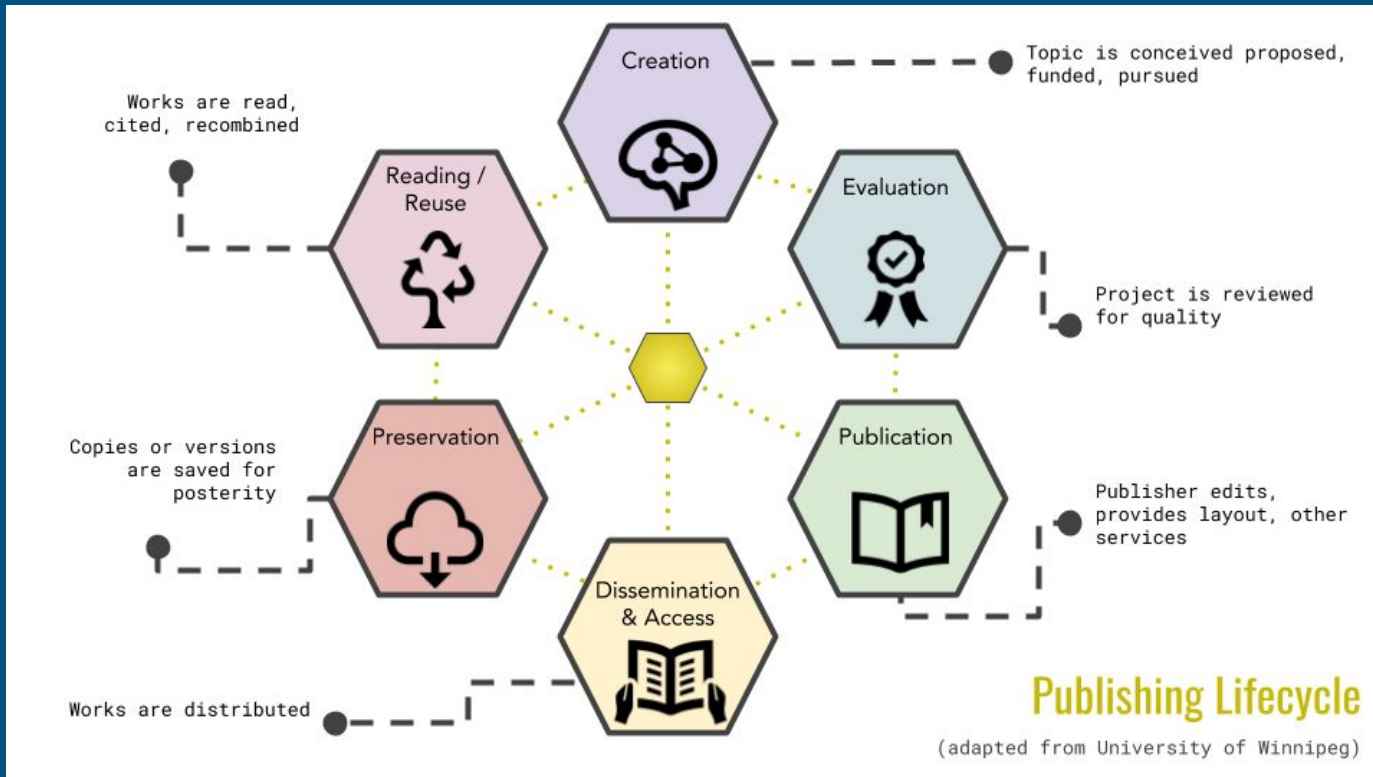 Creation
Topic is conceived proposed,
funded, pursued
Works are read,
cited, recombined
Reading /
Reuse
Evaluation
Project is reviewed
for quality
Preservation
Copies or versions
are saved for
posterity
Publication
Publisher edits,
provides layout, other
services
Dissemination
& Access
Works are distributed
Publishing Lifecycle
(adapted from University of Winnipeg)